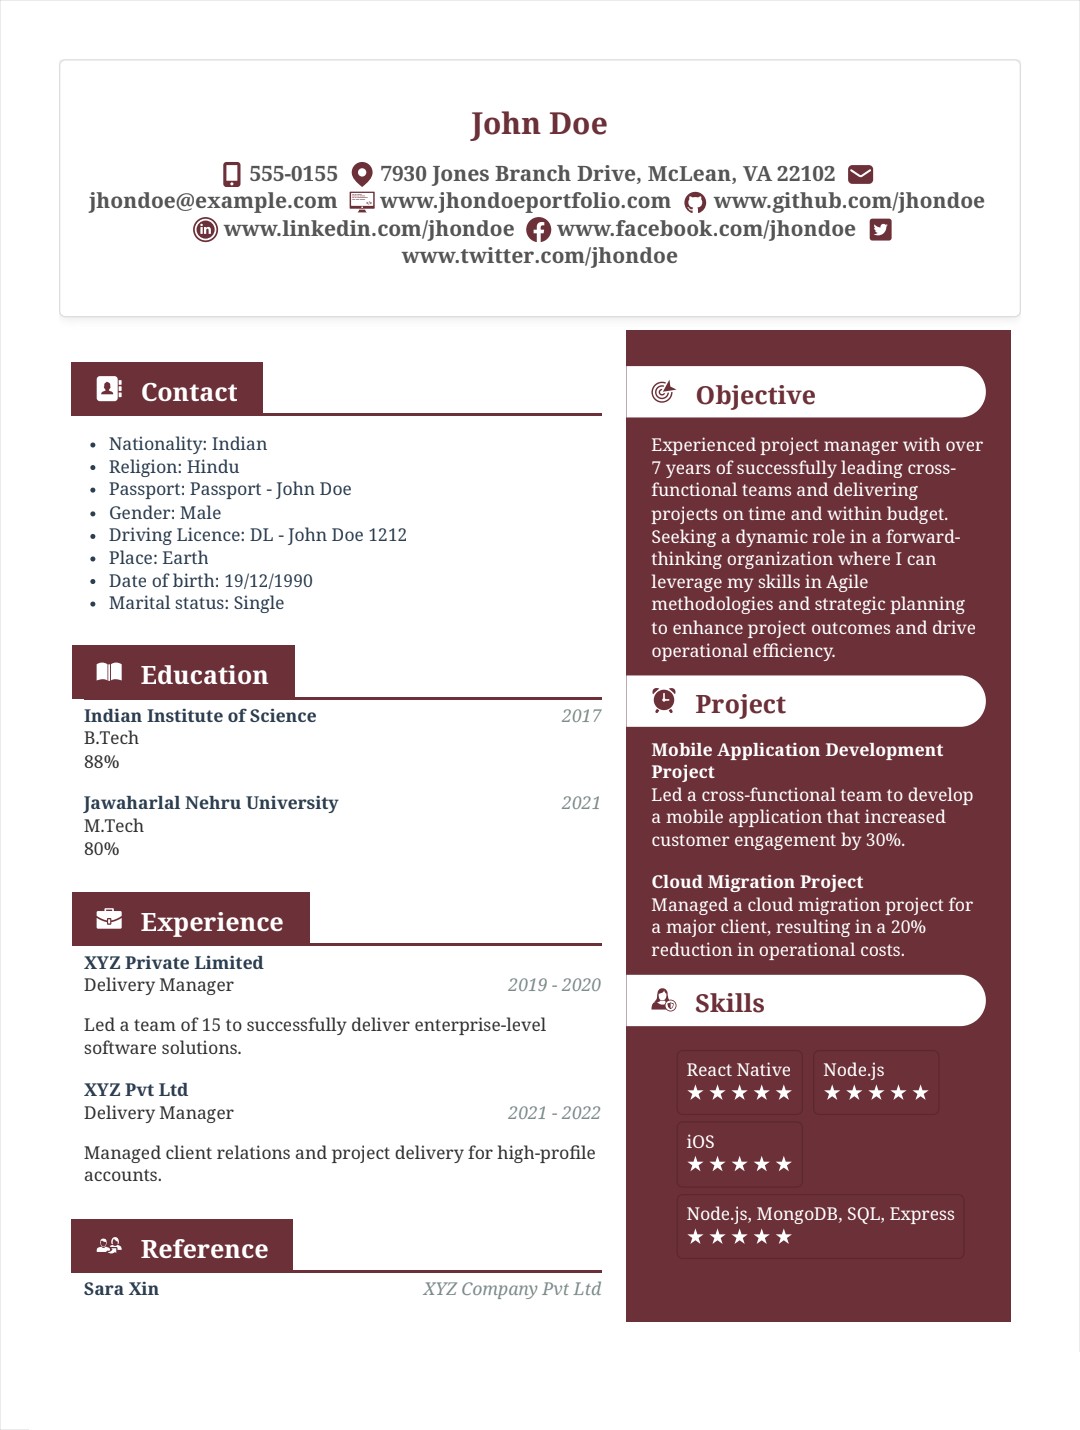 John Doe
555-0155 7930 Jones Branch Drive, McLean, VA 22102
jhondoe@example.com www.jhondoeportfolio.com www.github.com/jhondoe
www.linkedin.com/jhondoe www.facebook.com/jhondoe
www.twitter.com/jhondoe
Contact
• Nationality: Indian
• Religion: Hindu
• Passport: Passport - John Doe
• Gender: Male
• Driving Licence: DL - John Doe 1212
• Place: Earth
• Date of birth: 19/12/1990
• Marital status: Single
Education
Indian Institute of Science 2017
B.Tech
88%
Jawaharlal Nehru University 2021
M.Tech
80%
Experience
XYZ Private Limited
Delivery Manager 2019 - 2020
Led a team of 15 to successfully deliver enterprise-level
software solutions.
XYZ Pvt Ltd
Delivery Manager 2021 - 2022
Managed client relations and project delivery for high-profile
accounts.
Reference
Sara Xin XYZ Company Pvt Ltd
Objective
Experienced project manager with over
7 years of successfully leading cross-
functional teams and delivering
projects on time and within budget.
Seeking a dynamic role in a forward-
thinking organization where I can
leverage my skills in Agile
methodologies and strategic planning
to enhance project outcomes and drive
operational efficiency.
Project
Mobile Application Development
Project
Led a cross-functional team to develop
a mobile application that increased
customer engagement by 30%.
Cloud Migration Project
Managed a cloud migration project for
a major client, resulting in a 20%
reduction in operational costs.
Skills
React Native
★★★★★
Node.js
★★★★★
iOS
★★★★★
Node.js, MongoDB, SQL, Express
★★★★★